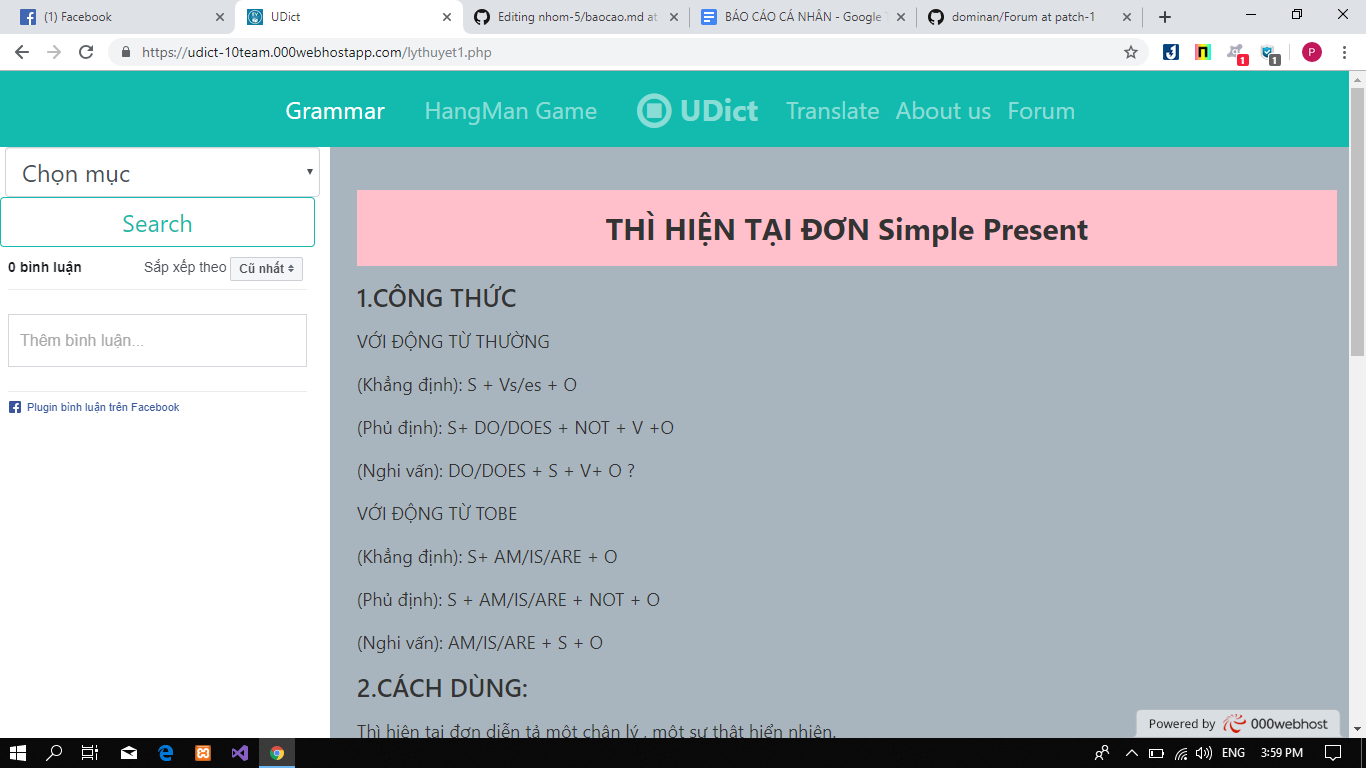 (1) Facebook
UDict
Editing nhom-5/baocao.md at
BÁO CÁO CÁ NHÂN - Google
dominan/Forum at patch-1
https://udict-10team.000webhostapp.com/lythuyet1.php
1
1
P
Grammar
HangMan Game
UDict
Translate
About us
Forum
Chọn mục
Search
0 bình luận
Sắp xếp theo
Cũ nhất
Thêm bình luận...
Plugin bình luận trên Facebook
THÌ HIỆN TẠI ĐƠN Simple Present
1.CÔNG THỨC
VỚI ĐỘNG TỪ THƯỜNG
(Khẳng định): S + Vs/es + O
(Phủ định): S+ DO/DOES + NOT + V +O
(Nghi vấn): DO/DOES + S + V+ O ?
VỚI ĐỘNG TỪ TOBE
(Khẳng định): S+ AM/IS/ARE + O
(Phủ định): S + AM/IS/ARE + NOT + O
(Nghi vấn): AM/IS/ARE + S + O
2.CÁCH DÙNG:
Thì hiện tại đơn diễn tả một chân lý , một sự thật hiển nhiên.
Powered by 000webhost
ENG
3:59 PM